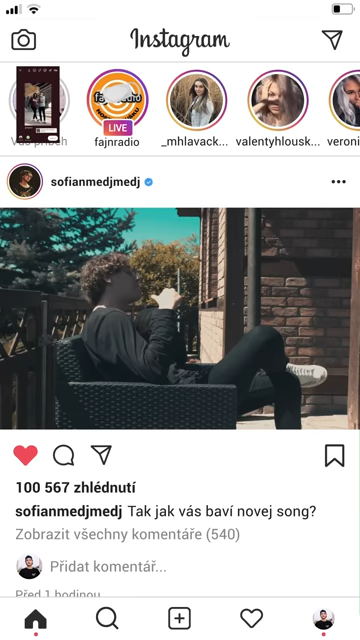 Instagram
Váš příběh
LIVE
fajnradio
_mhlavack...
valentyhlousk...
veroni
sofianmedjmedj
100 567 zhlédnutí
sofianmedjmedj Tak jak vás baví novej song?
Zobrazit všechny komentáře (540)
Přidat komentář...
Před 1 hodinou